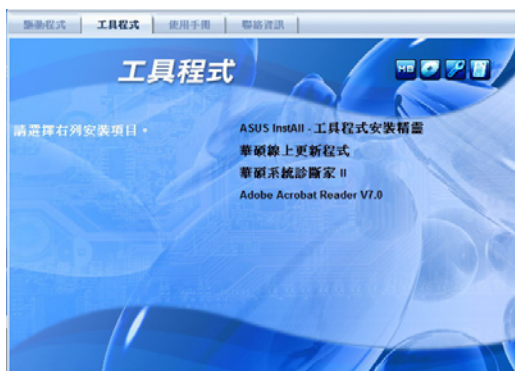 驅動程式 工具程式 使用手冊 聯絡資訊
工具程式
請選擇右列安裝項目。
ASUS InstAll - 工具程式安裝精靈
華碩線上更新程式
華碩系統診斷家 II
Adobe Acrobat Reader V7.0